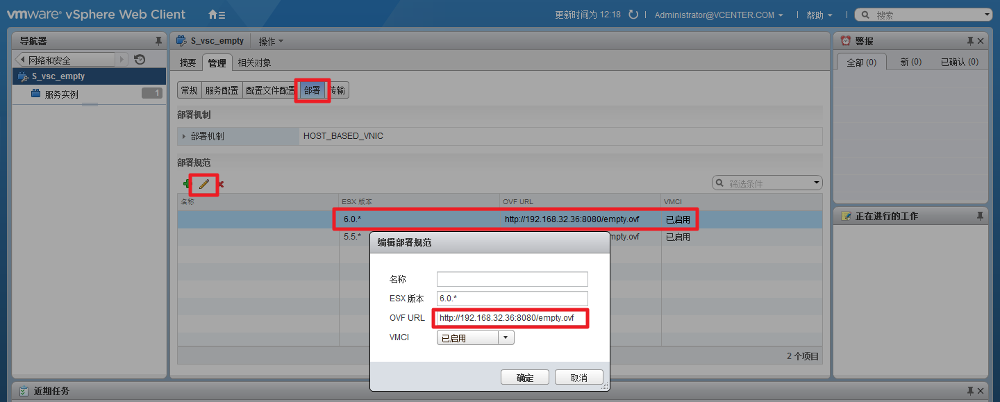 vmware® vSphere Web Client 更新时间为 12:18 Administrator@VCENTER.COM 帮助 搜索
导航器
网络和安全
S_vsc_empty
服务实例 1
S_vsc_empty 操作
摘要 管理 相关对象
常规 服务配置 配置文件配置 部署 传输
部署机制
部署机制 HOST_BASED_VNIC
部署规范
筛选条件
名称 ESX 版本 OVF URL VMCI
6.0.* http://192.168.32.36:8080/empty.ovf 已启用
5.5.* empty.ovf 已启用
编辑部署规范
名称
ESX 版本 6.0.*
OVF URL http://192.168.32.36:8080/empty.ovf
VMCI 已启用
确定 取消
2 个项目
警报
全部 (0) 新 (0) 已确认 (0)
正在进行的工作
近期任务